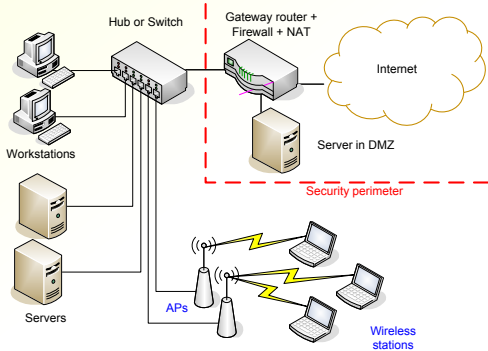 Hub or Switch
Gateway router +
Firewall + NAT
Internet
Workstations
Server in DMZ
Security perimeter
Servers
APs
Wireless
stations